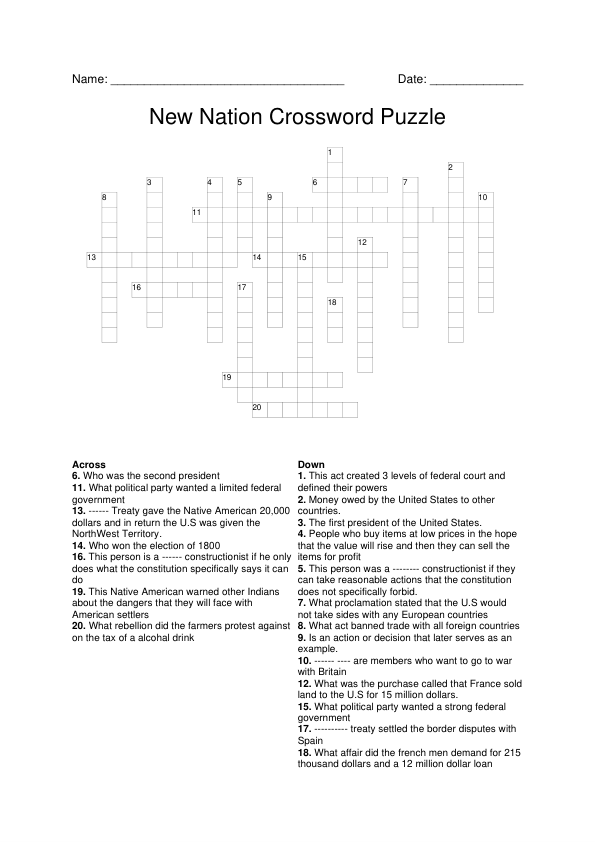 Name: ___________________________________ Date: ______________
New Nation Crossword Puzzle
1
2
3 4 5 6 7
8 9 10
11
12
13 14 15
16 17
18
19
20
Across
6. Who was the second president
11. What political party wanted a limited federal
government
13. ------ Treaty gave the Native American 20,000
dollars and in return the U.S was given the
NorthWest Territory.
14. Who won the election of 1800
16. This person is a ------ constructionist if he only
does what the constitution specifically says it can
do
19. This Native American warned other Indians
about the dangers that they will face with
American settlers
20. What rebellion did the farmers protest against
on the tax of a alcohol drink
Down
1. This act created 3 levels of federal court and
defined their powers
2. Money owed by the United States to other
countries.
3. The first president of the United States.
4. People who buy items at low prices in the hope
that the value will rise and then they can sell the
items for profit
5. This person was a -------- constructionist if they
can take reasonable actions that the constitution
does not specifically forbid.
7. What proclamation stated that the U.S would
not take sides with any European countries
8. What act banned trade with all foreign countries
9. Is an action or decision that later serves as an
example.
10. ------ ---- are members who want to go to war
with Britain
12. What was the purchase called that France sold
land to the U.S for 15 million dollars.
15. What political party wanted a strong federal
government
17. ---------- treaty settled the border disputes with
Spain
18. What affair did the french men demand for 215
thousand dollars and a 12 million dollar loan